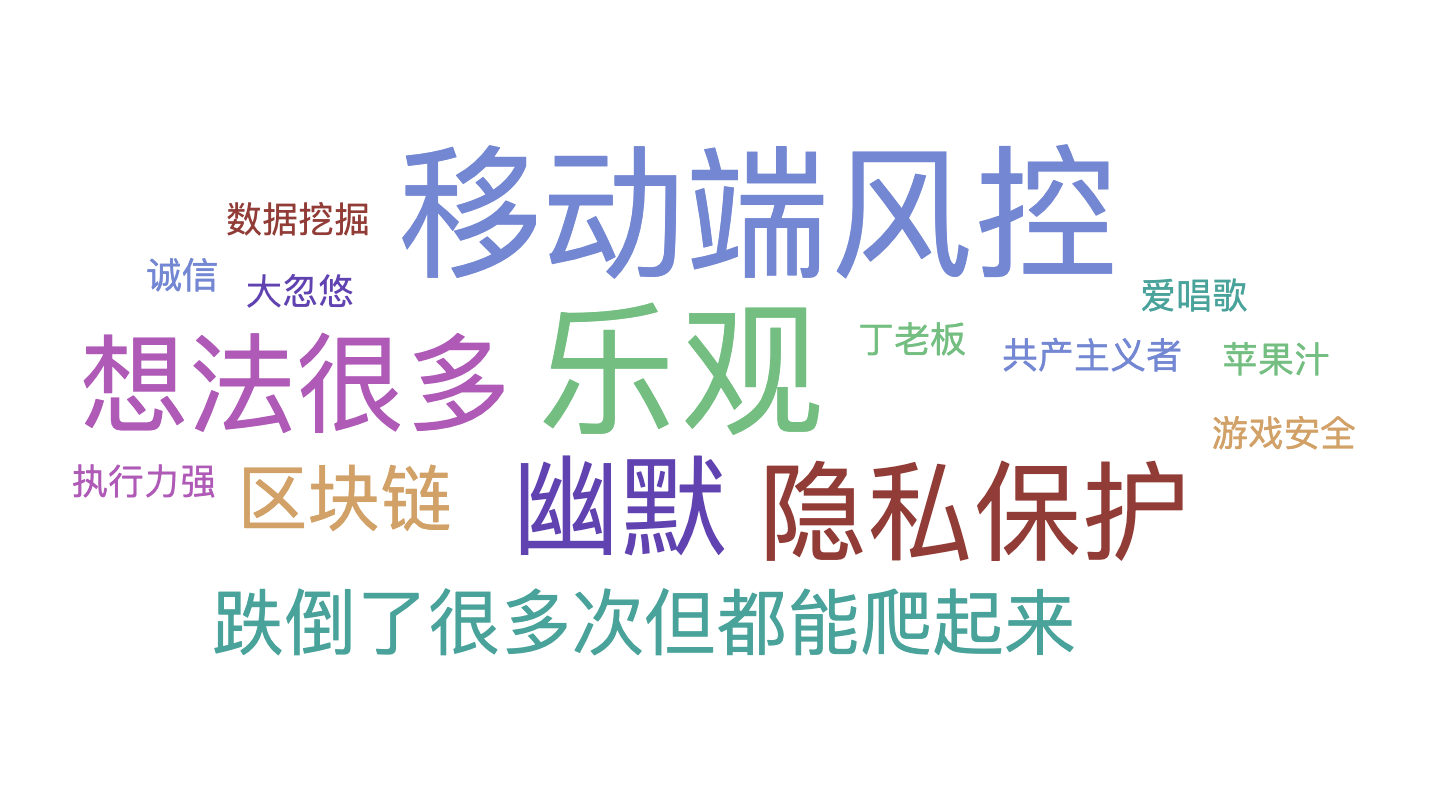 移动端风控
数据挖掘
诚信
大忽悠
爱唱歌
想法很多
乐观
丁老板
共产主义者
苹果汁
游戏安全
执行力强
区块链
幽默
隐私保护
跌倒了很多次但都能爬起来